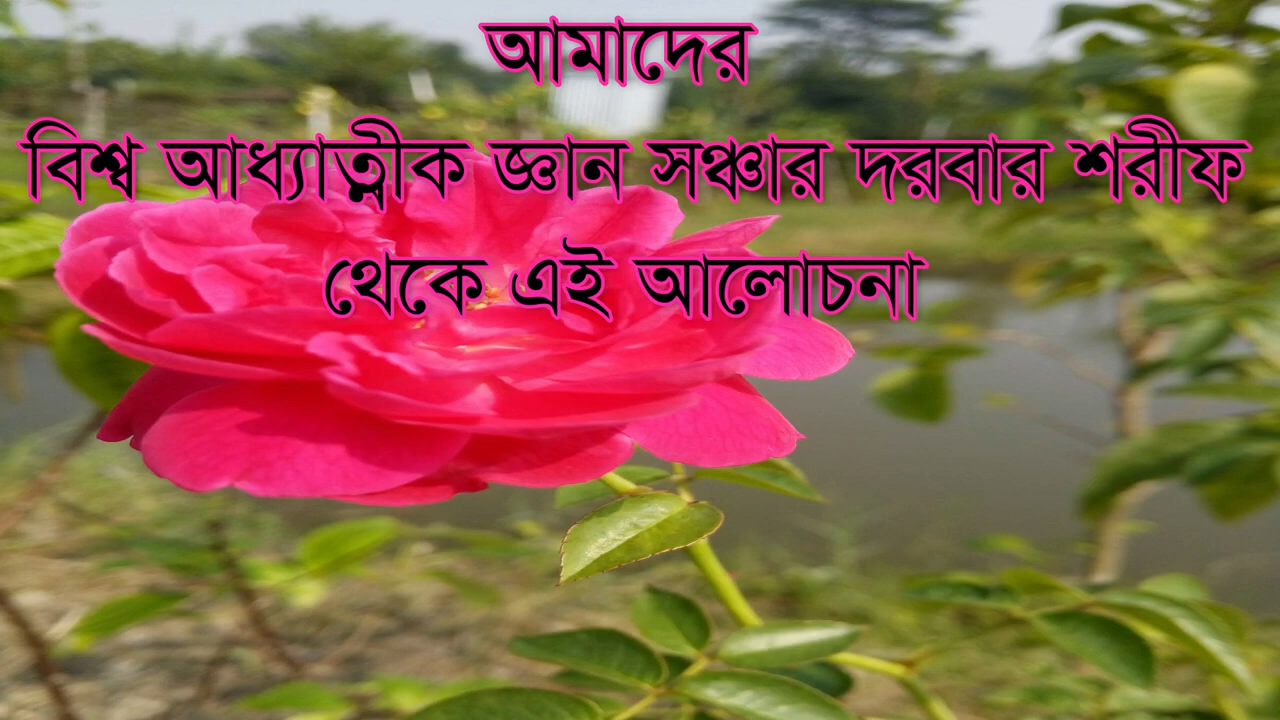 আমাদের
বিশ্ব আধ্যাত্নীক জ্ঞান সঞ্চার দরবার শরীফ
থেকে এই আলোচনা